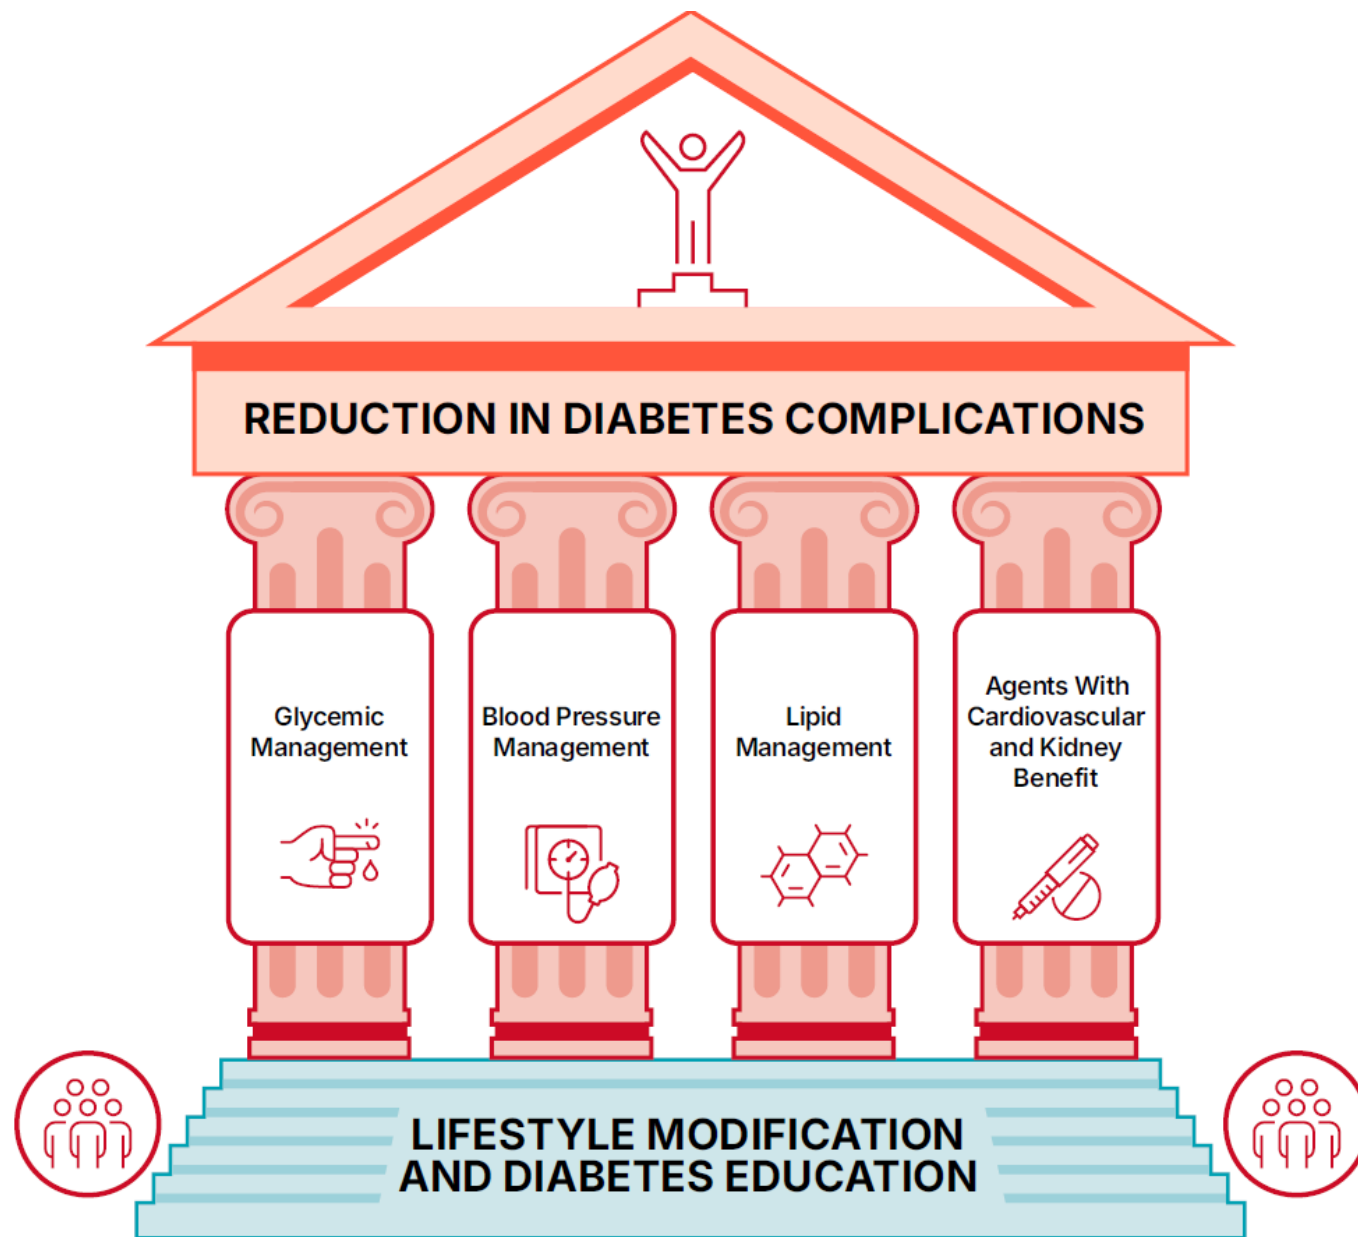 REDUCTION IN DIABETES COMPLICATIONS
Glycemic
Management
Blood Pressure
Management
Lipid
Management
Agents With
Cardiovascular
and Kidney
Benefit
LIFESTYLE MODIFICATION
AND DIABETES EDUCATION